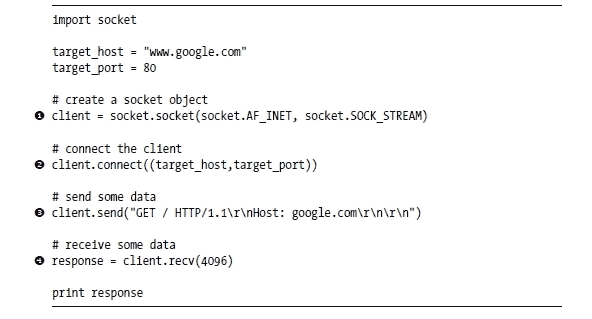 import socket
target_host = "www.google.com"
target_port = 80
# create a socket object
❶ client = socket.socket(socket.AF_INET, socket.SOCK_STREAM)
# connect the client
❷ client.connect((target_host,target_port))
# send some data
❸ client.send("GET / HTTP/1.1\r\nHost: google.com\r\n\r\n")
# receive some data
❹ response = client.recv(4096)
print response